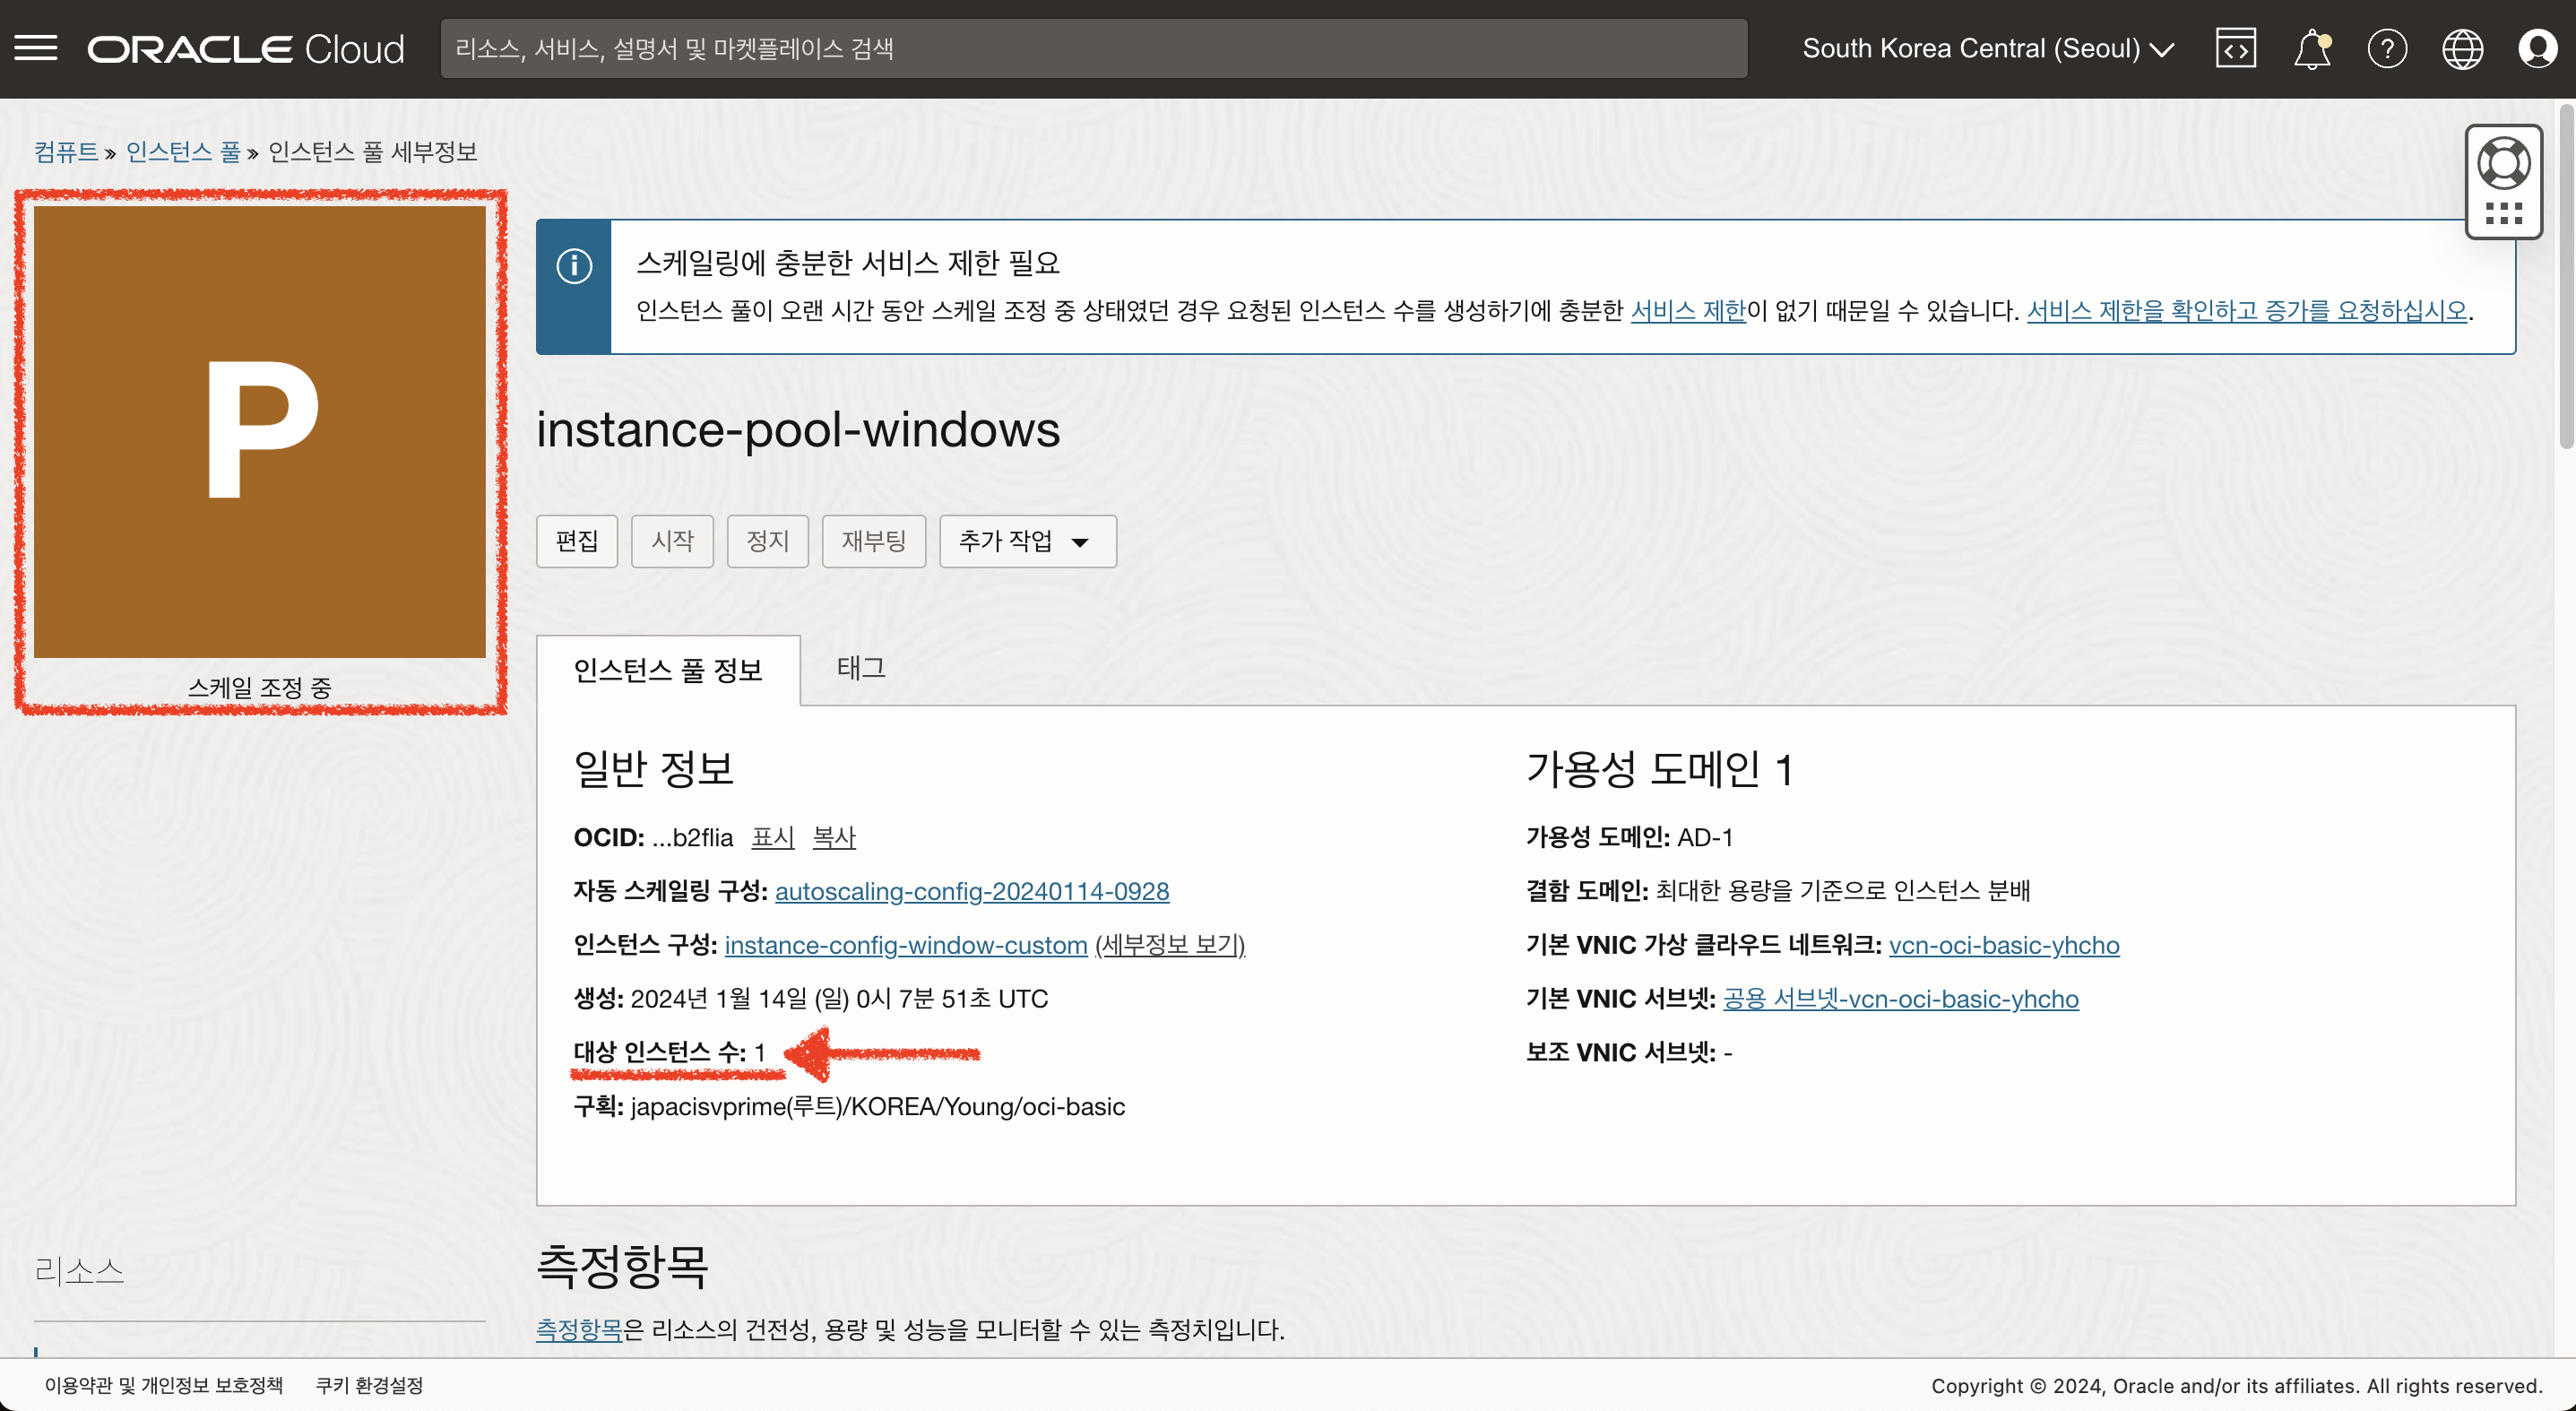 ORACLE Cloud
리소스, 서비스, 설명서 및 마켓플레이스 검색
South Korea Central (Seoul)
컴퓨트 » 인스턴스 풀 » 인스턴스 풀 세부정보
P
스케일 조정 중
스케일링에 충분한 서비스 제한 필요
인스턴스 풀이 오랜 시간 동안 스케일 조정 중 상태였던 경우 요청된 인스턴스 수를 생성하기에 충분한 서비스 제한이 없기 때문일 수 있습니다. 서비스 제한을 확인하고 증가를 요청하십시오.
instance-pool-windows
편집 시작 정지 재부팅 추가 작업
인스턴스 풀 정보 태그
일반 정보
OCID: ...b2flia 표시 복사
자동 스케일링 구성: autoscaling-config-20240114-0928
인스턴스 구성: instance-config-window-custom (세부정보 보기)
생성: 2024년 1월 14일 (일) 0시 7분 51초 UTC
대상 인스턴스 수: 1
구획: japacisvprime(루트)/KOREA/Young/oci-basic
가용성 도메인 1
가용성 도메인: AD-1
결함 도메인: 최대한 용량을 기준으로 인스턴스 분배
기본 VNIC 가상 클라우드 네트워크: vcn-oci-basic-yhcho
기본 VNIC 서브넷: 공용 서브넷-vcn-oci-basic-yhcho
보조 VNIC 서브넷: -
리소스
측정항목
측정항목은 리소스의 건전성, 용량 및 성능을 모니터할 수 있는 측정치입니다.
이용약관 및 개인정보 보호정책 쿠키 환경설정
Copyright © 2024, Oracle and/or its affiliates. All rights reserved.